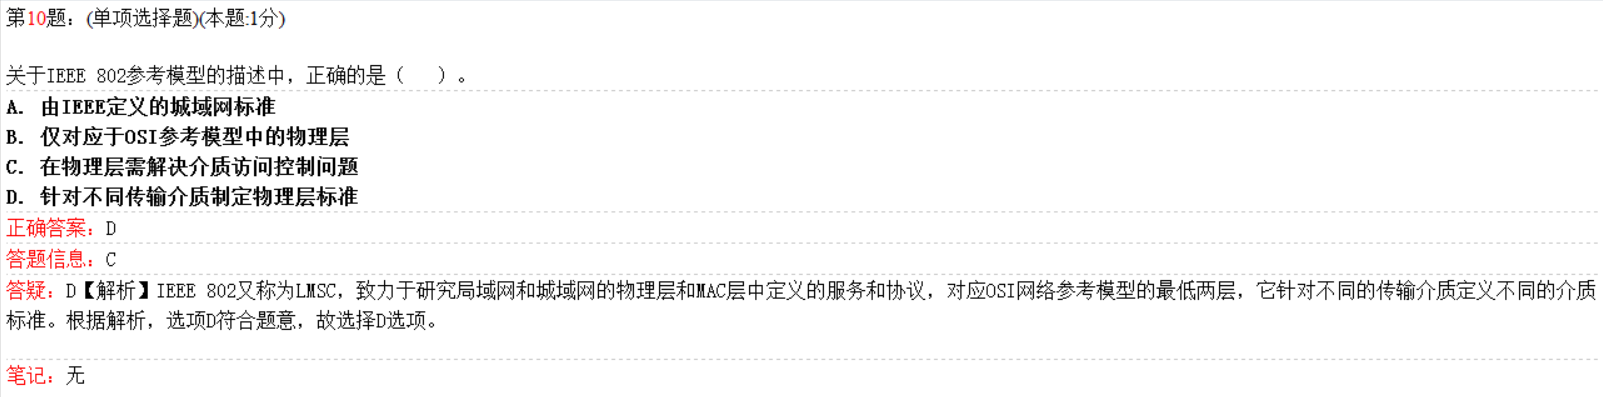 第10题：(单项选择题)(本题:1分)
关于IEEE 802参考模型的描述中，正确的是（　　）。
A. 由IEEE定义的城域网标准
B. 仅对应于OSI参考模型中的物理层
C. 在物理层需解决介质访问控制问题
D. 针对不同传输介质制定物理层标准
正确答案：D
答题信息：C
答疑：D【解析】IEEE 802又称为LMSC，致力于研究局域网和城域网的物理层和MAC层中定义的服务和协议，对应OSI网络参考模型的最低两层，它针对不同的传输介质定义不同的介质
标准。根据解析，选项D符合题意，故选择D选项。
笔记：无